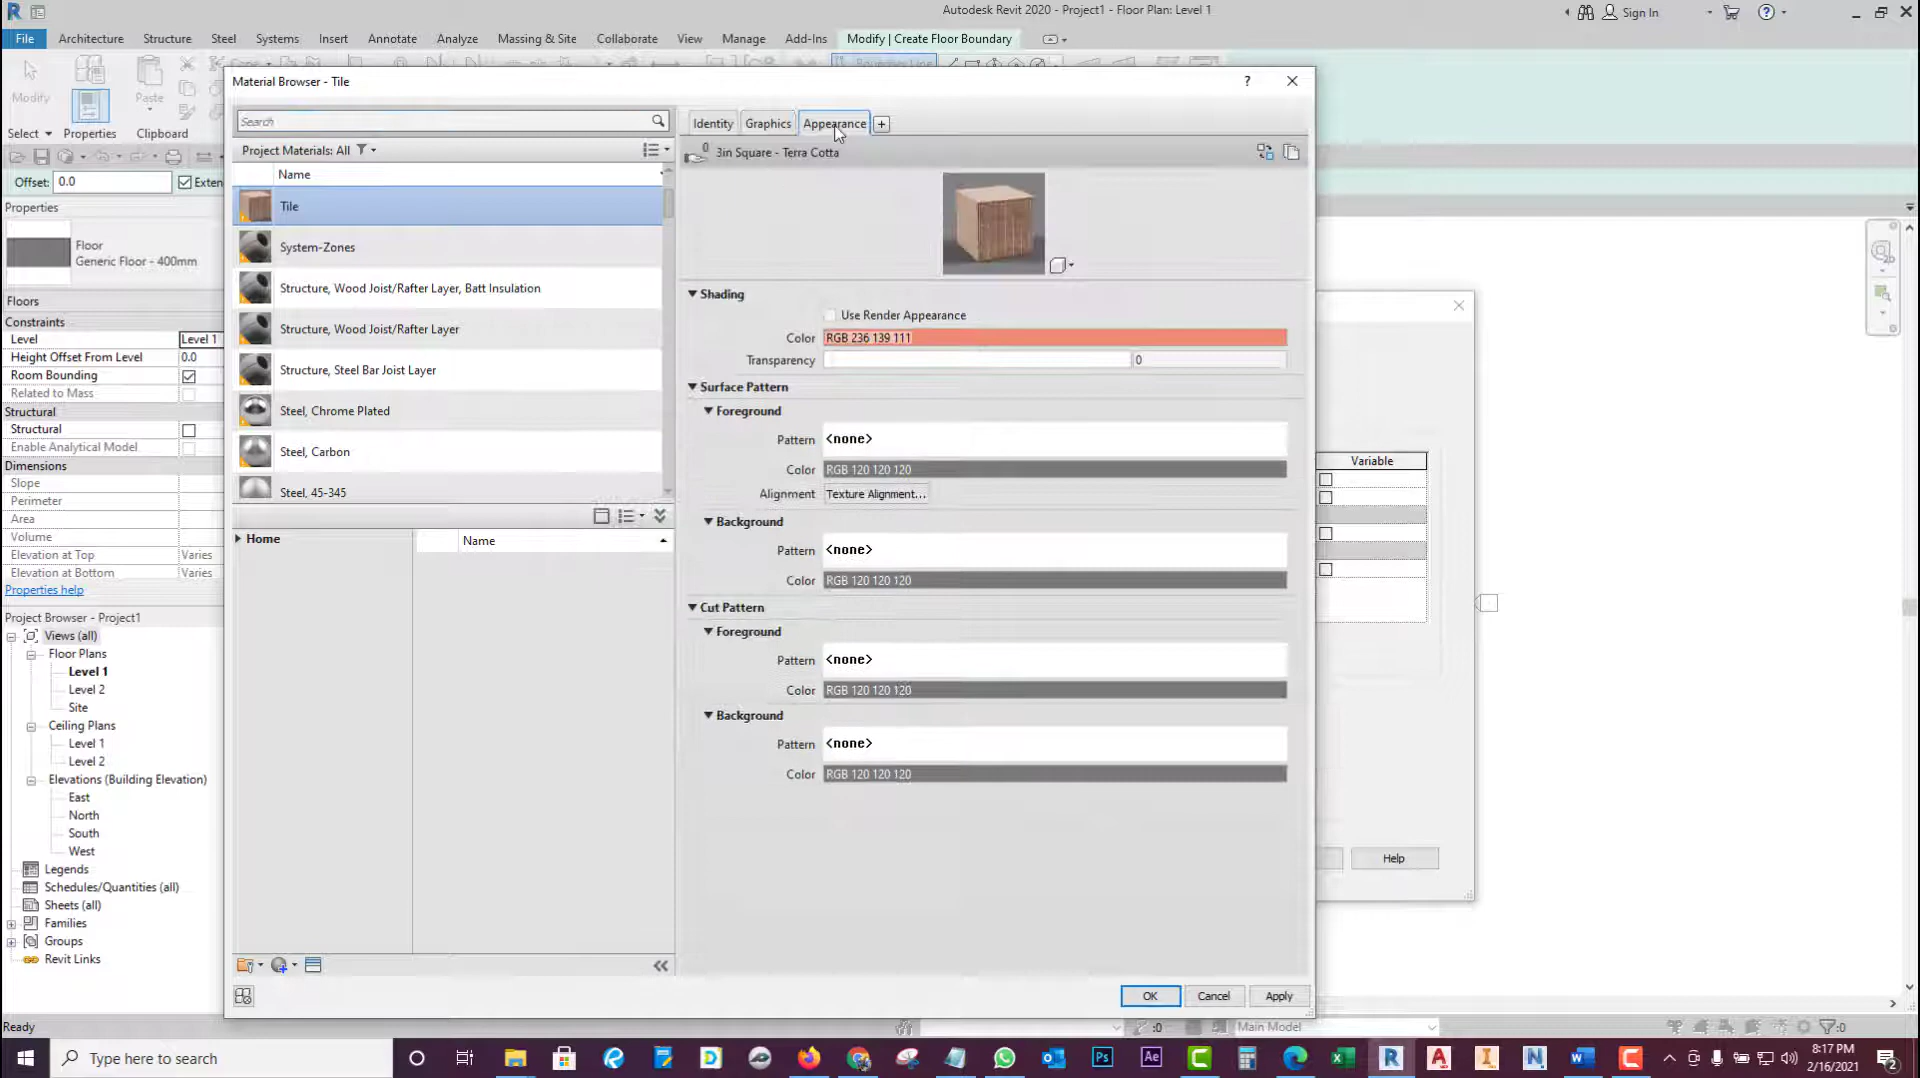 Autodesk Revit 2020 - Project1 - Floor Plan: Level 1
Sign In
File Architecture Structure Steel Systems Insert Annotate Analyze Massing & Site Collaborate View Manage Add-Ins Modify | Create Floor Boundary
Modify
Paste
Boundary Line
Select Properties Clipboard
Offset: 0.0 Exten
Properties
Floor
Generic Floor - 400mm
Floors
Constraints
Level Level 1
Height Offset From Level 0.0
Room Bounding
Related to Mass
Structural
Structural
Enable Analytical Model
Dimensions
Slope
Perimeter
Area
Volume
Elevation at Top Varies
Elevation at Bottom Varies
Properties help
Project Browser - Project1
Views (all)
Floor Plans
Level 1
Level 2
Site
Ceiling Plans
Level 1
Level 2
Elevations (Building Elevation)
East
North
South
West
Legends
Schedules/Quantities (all)
Sheets (all)
Families
Groups
Revit Links
Material Browser - Tile
?
Search
Project Materials: All
Name
Tile
System-Zones
Structure, Wood Joist/Rafter Layer, Batt Insulation
Structure, Wood Joist/Rafter Layer
Structure, Steel Bar Joist Layer
Steel, Chrome Plated
Steel, Carbon
Steel, 45-345
Home
Name
Identity Graphics Appearance +
0 3in Square - Terra Cotta
Shading
Use Render Appearance
Color RGB 236 139 111
Transparency 0
Surface Pattern
Foreground
Pattern <none>
Color RGB 120 120 120
Alignment Texture Alignment...
Background
Pattern <none>
Color RGB 120 120 120
Cut Pattern
Foreground
Pattern <none>
Color RGB 120 120 120
Background
Pattern <none>
Color RGB 120 120 120
OK Cancel Apply
Variable
Help
Ready
:0
Main Model
:0
Type here to search
8:17 PM
2/16/2021
2